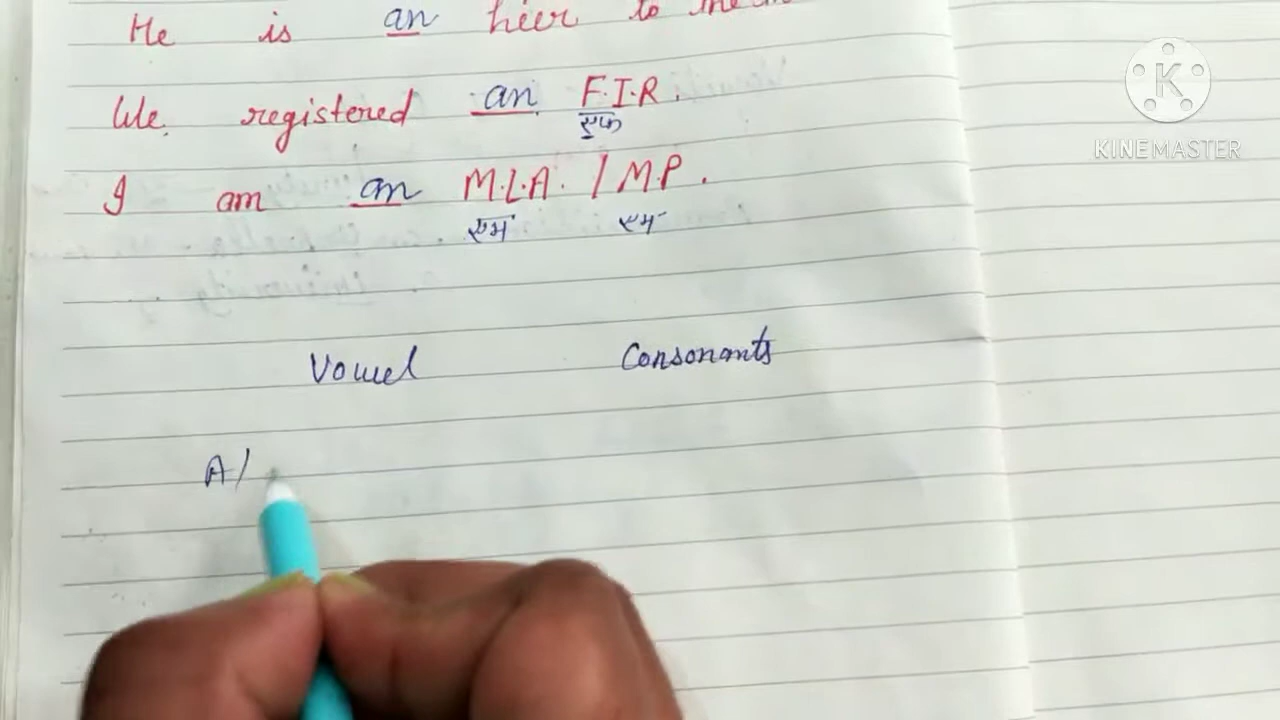 He is an heir to the
We registered an F.I.R.
एफ
I am an M.L.A. / M.P.
एम एम
Vowel Consonants
A/
K
KINEMASTER